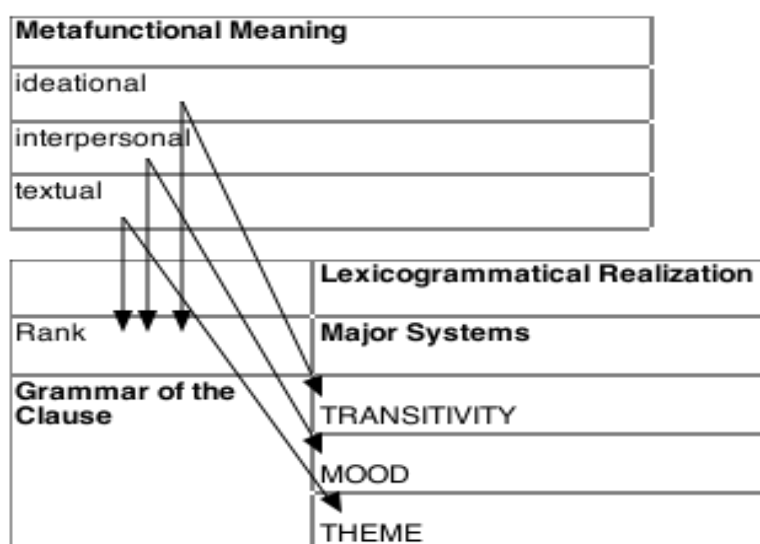 Metafunctional Meaning
ideational
interpersonal
textual
Lexicogrammatical Realization
Rank
Major Systems
Grammar of the
Clause
TRANSITIVITY
MOOD
THEME